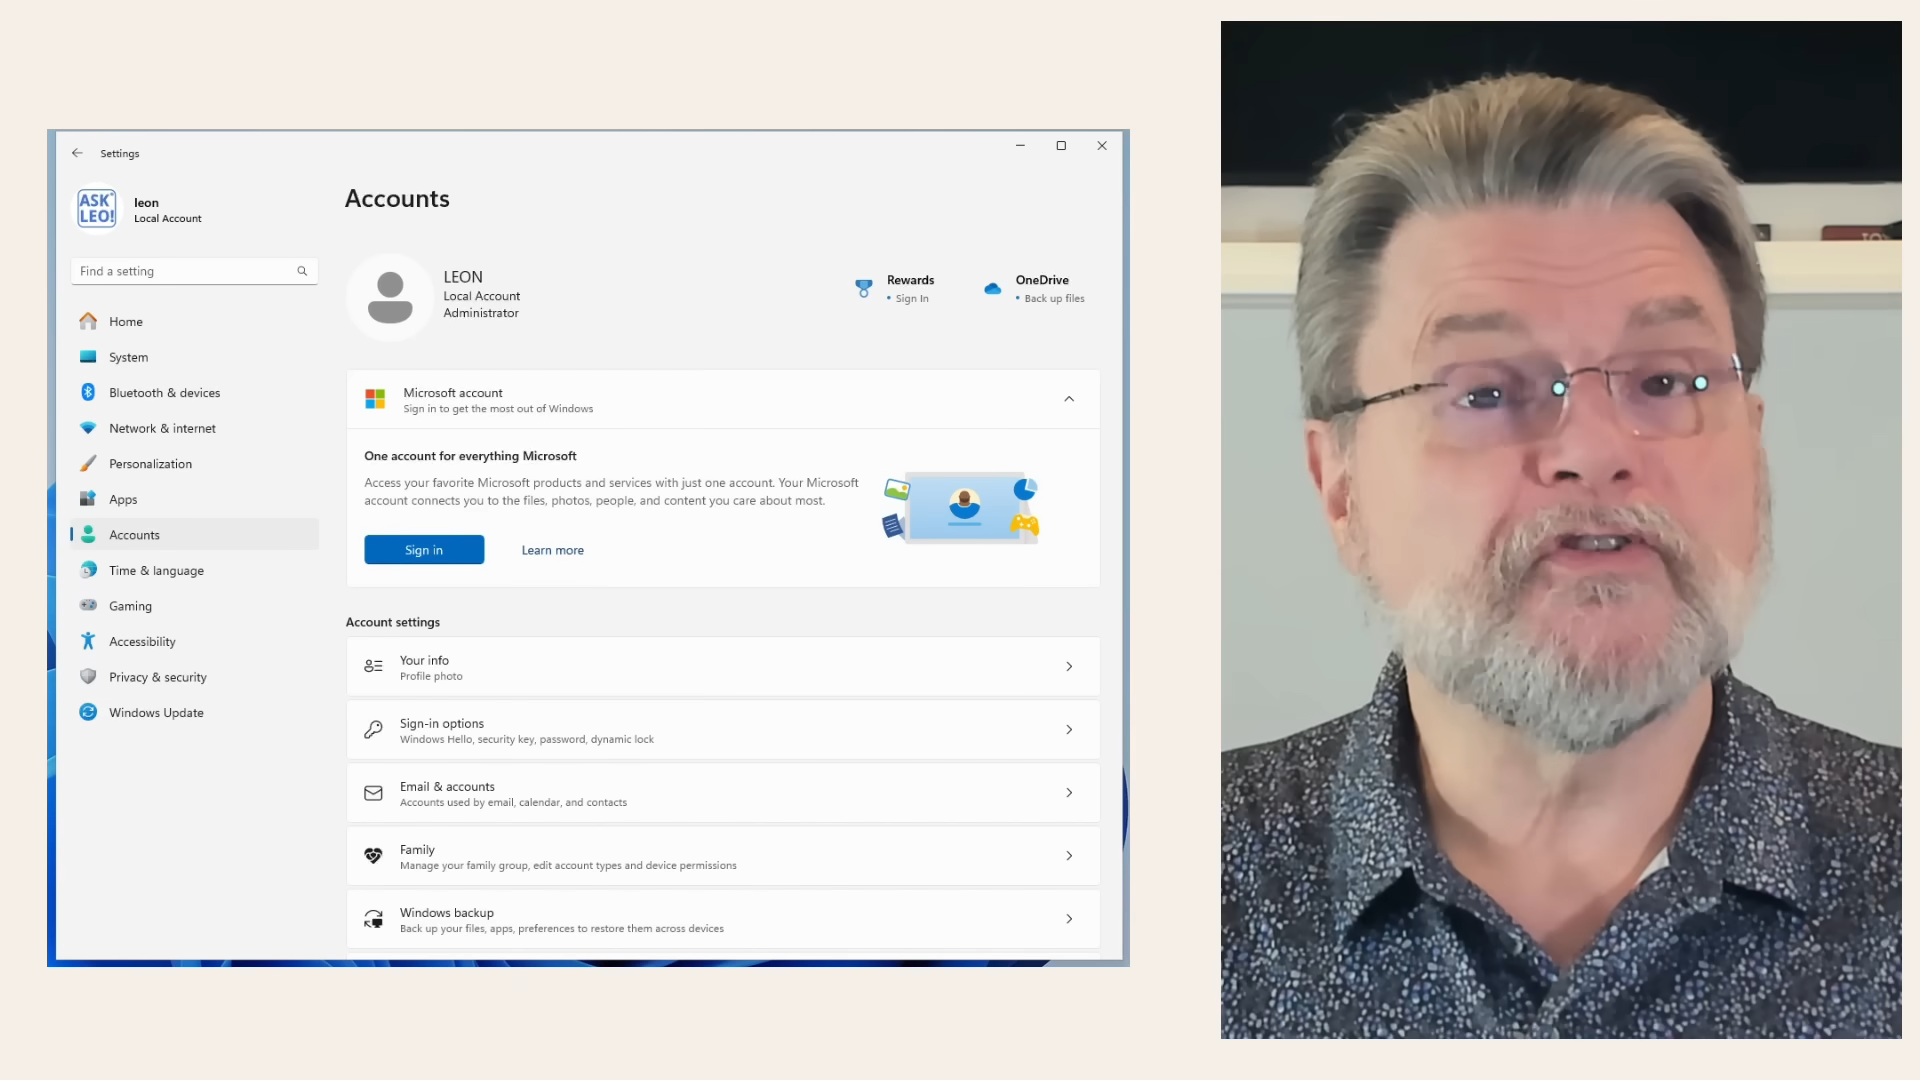 Settings
ASK
LEO!
leon
Local Account
Find a setting
Home
System
Bluetooth & devices
Network & internet
Personalization
Apps
Accounts
Time & language
Gaming
Accessibility
Privacy & security
Windows Update
Accounts
LEON
Local Account
Administrator
Rewards
• Sign In
OneDrive
• Back up files
Microsoft account
Sign in to get the most out of Windows
One account for everything Microsoft
Access your favorite Microsoft products and services with just one account. Your Microsoft
account connects you to the files, photos, people, and content you care about most.
Sign in
Learn more
Account settings
Your info
Profile photo
Sign-in options
Windows Hello, security key, password, dynamic lock
Email & accounts
Accounts used by email, calendar, and contacts
Family
Manage your family group, edit account types and device permissions
Windows backup
Back up your files, apps, preferences to restore them across devices